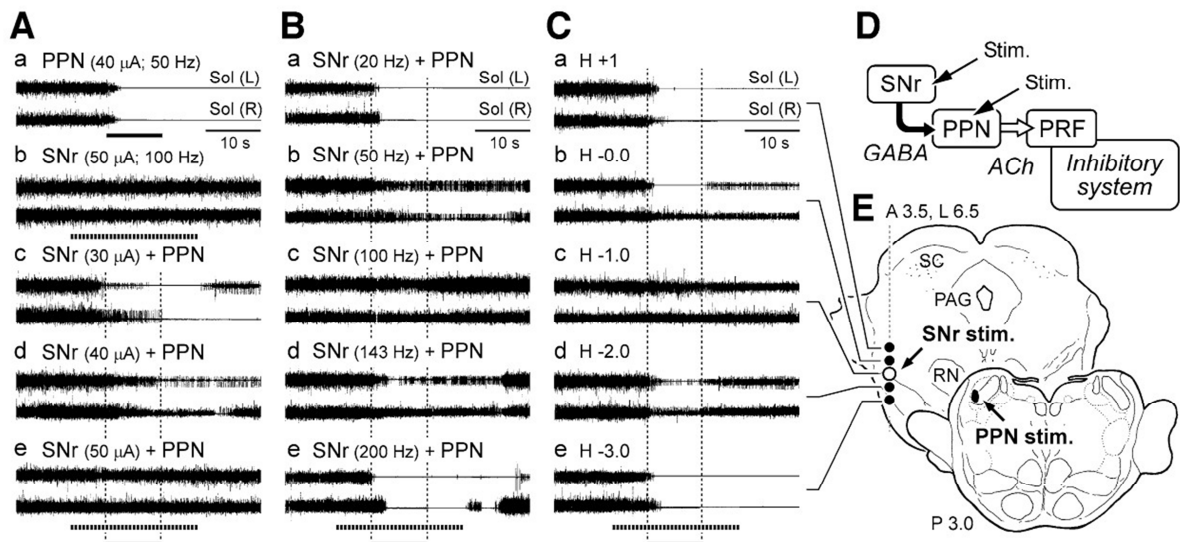 A
a PPN (40 µA; 50 Hz)
Sol (L)
Sol (R)
10 s
b SNr (50 µA; 100 Hz)
c SNr (30 µA) + PPN
d SNr (40 µA) + PPN
e SNr (50 µA) + PPN
B
a SNr (20 Hz) + PPN
Sol (L)
Sol (R)
10 s
b SNr (50 Hz) + PPN
c SNr (100 Hz) + PPN
d SNr (143 Hz) + PPN
e SNr (200 Hz) + PPN
C
a H +1
Sol (L)
Sol (R)
10 s
b H -0.0
c H -1.0
d H -2.0
e H -3.0
D
Stim.
SNr
Stim.
PPN
PRF
GABA
ACh
Inhibitory
system
E
A 3.5, L 6.5
SC
PAG
SNr stim.
RN
PPN stim.
P 3.0